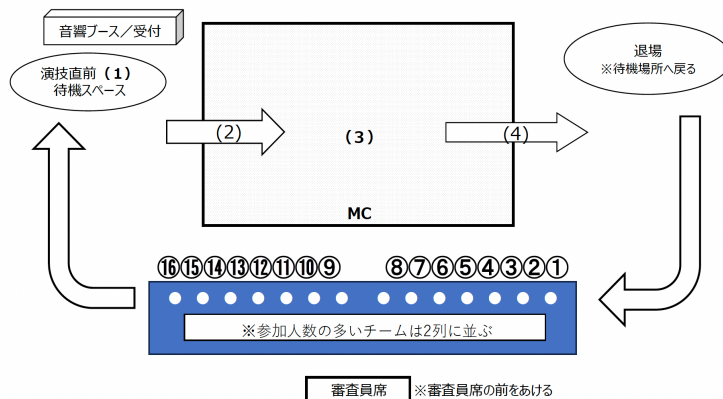 音響ブース／受付
演技直前（１）
待機スペース
退場
※待機場所へ戻る
(2)
(3)
(4)
MC
⑯⑮⑭⑬⑫⑪⑩⑨ ⑧⑦⑥⑤④③②①
※参加人数の多いチームは2列に並ぶ
審査員席 ※審査員席の前をあける